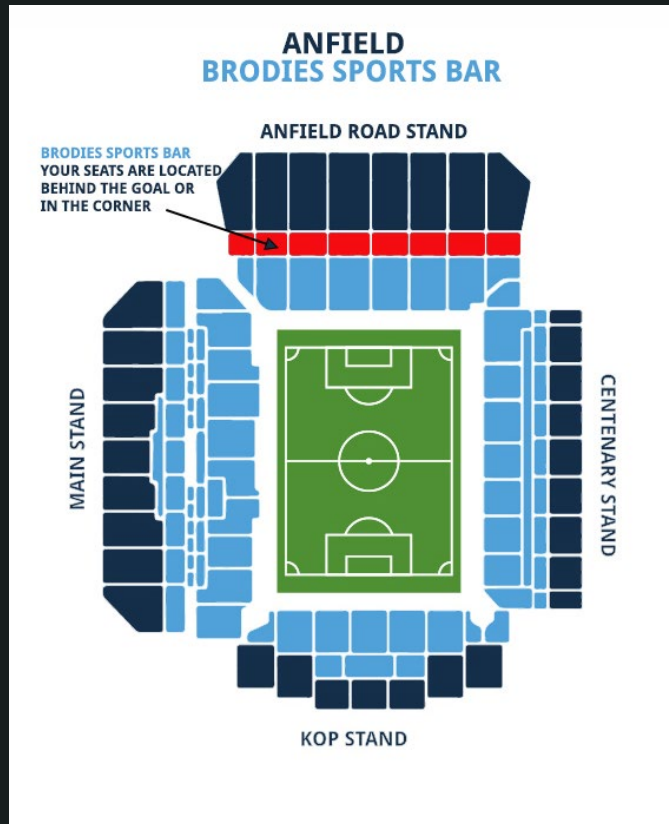 ANFIELD
BRODIES SPORTS BAR
ANFIELD ROAD STAND
BRODIES SPORTS BAR
YOUR SEATS ARE LOCATED
BEHIND THE GOAL OR
IN THE CORNER
MAIN STAND
CENTENARY STAND
KOP STAND